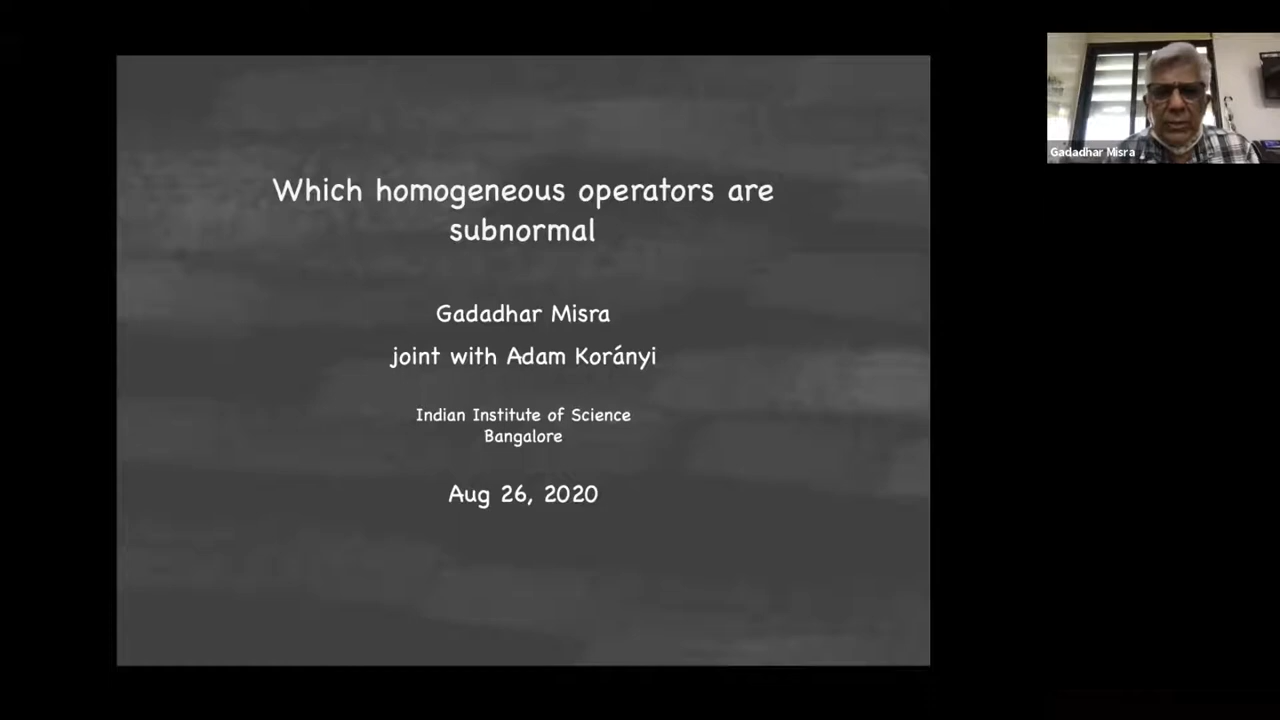 Which homogeneous operators are
subnormal
Gadadhar Misra
joint with Adam Korányi
Indian Institute of Science
Bangalore
Aug 26, 2020
Gadadhar Misra